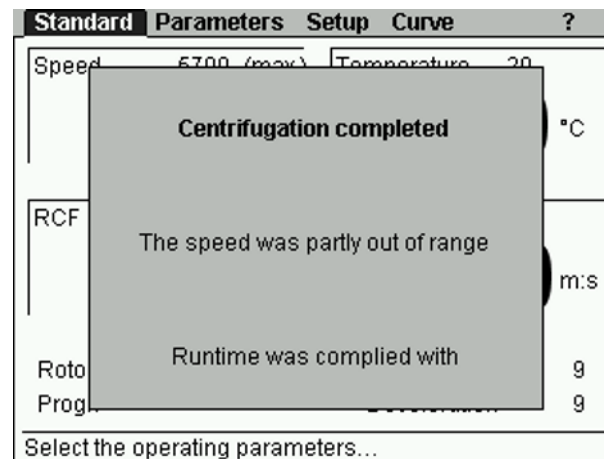 Standard Parameters Setup Curve ?
Speed (max)
20
°C
Centrifugation completed
RCF
The speed was partly out of range
m:s
Runtime was complied with
9
9
Select the operating parameters...